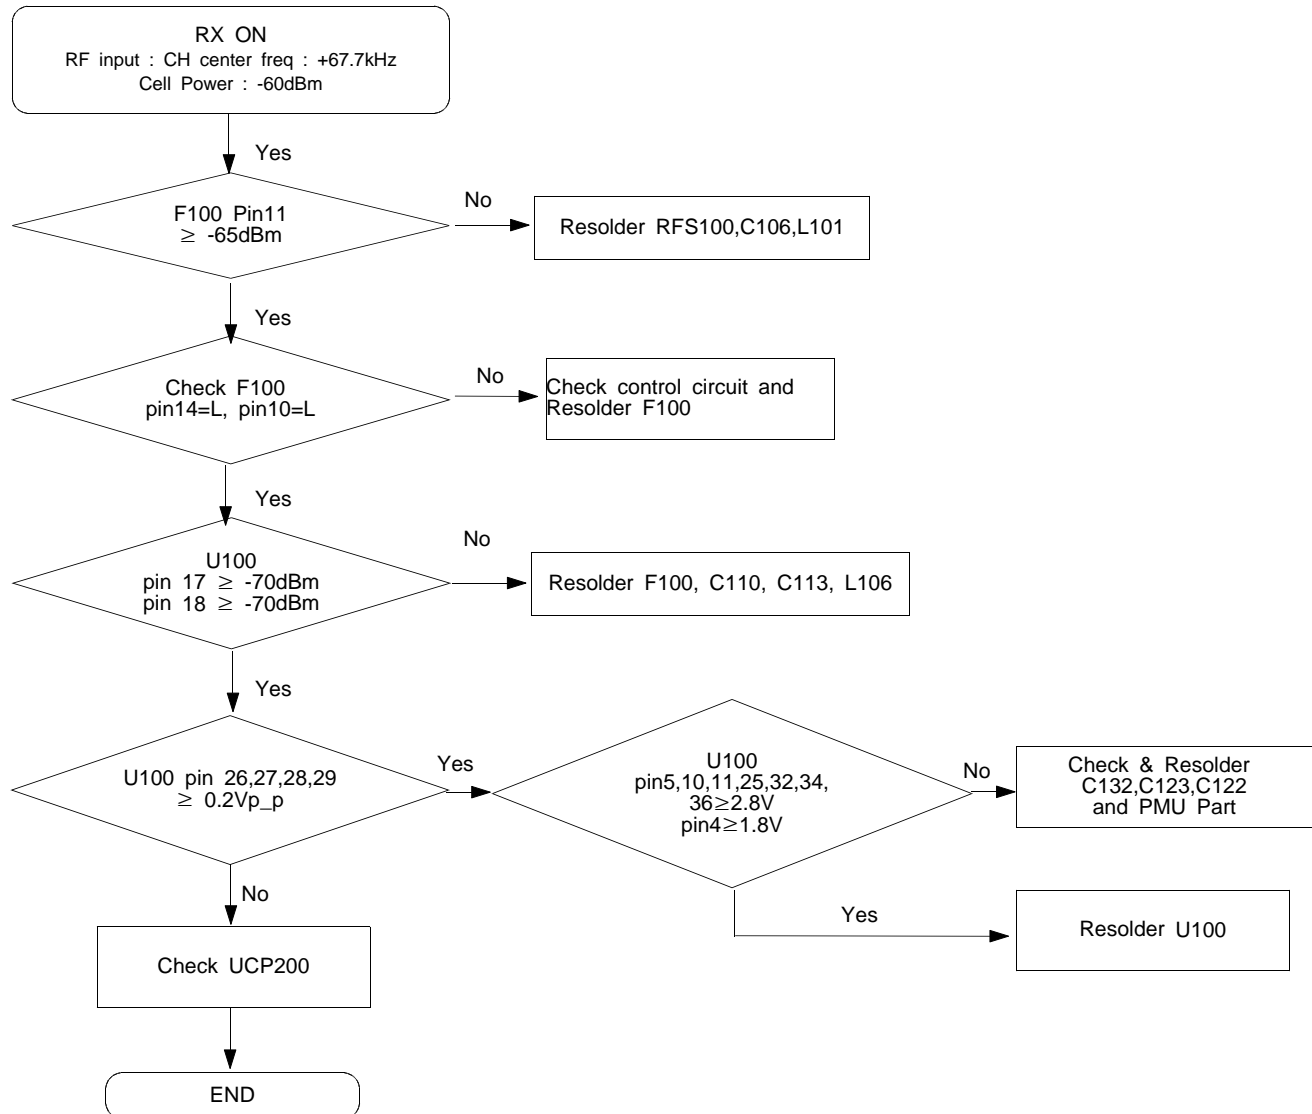 RX ON
RF input : CH center freq : +67.7kHz
Cell Power : -60dBm
Yes
F100 Pin11
≥ -65dBm
No
Resolder RFS100,C106,L101
Yes
Check F100
pin14=L, pin10=L
No
Check control circuit and
Resolder F100
Yes
U100
pin 17 ≥ -70dBm
pin 18 ≥ -70dBm
No
Resolder F100, C110, C113, L106
Yes
U100 pin 26,27,28,29
≥ 0.2Vp_p
Yes
U100
pin5,10,11,25,32,34,
36≥2.8V
pin4≥1.8V
No
Check & Resolder
C132,C123,C122
and PMU Part
Yes
Resolder U100
No
Check UCP200
END